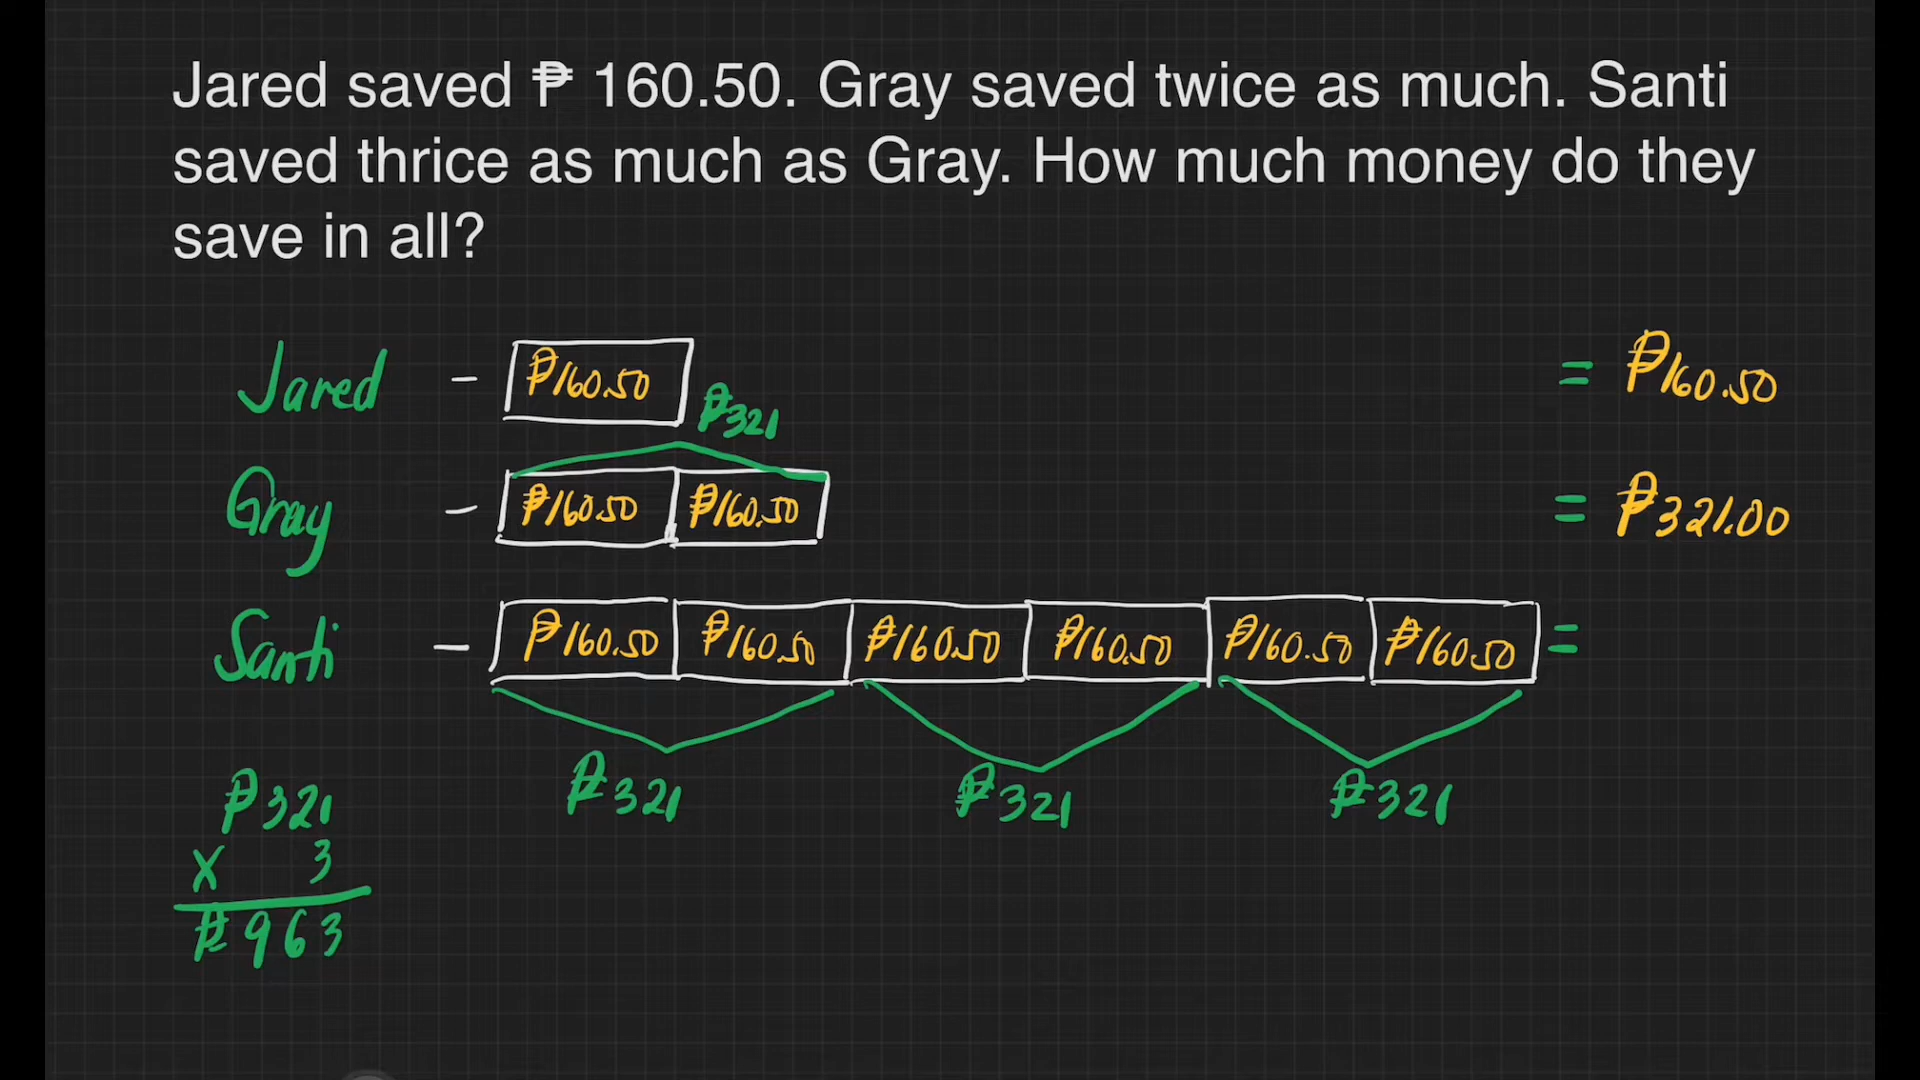 Jared saved ₱ 160.50. Gray saved twice as much. Santi
saved thrice as much as Gray. How much money do they
save in all?
Jared - ₱160.50 = ₱160.50
₱321
Gray - ₱160.50 ₱160.50 = ₱321.00
Santi - ₱160.50 ₱160.50 ₱160.50 ₱160.50 ₱160.50 ₱160.50 =
₱321 ₱321 ₱321
₱321
x 3
₱963